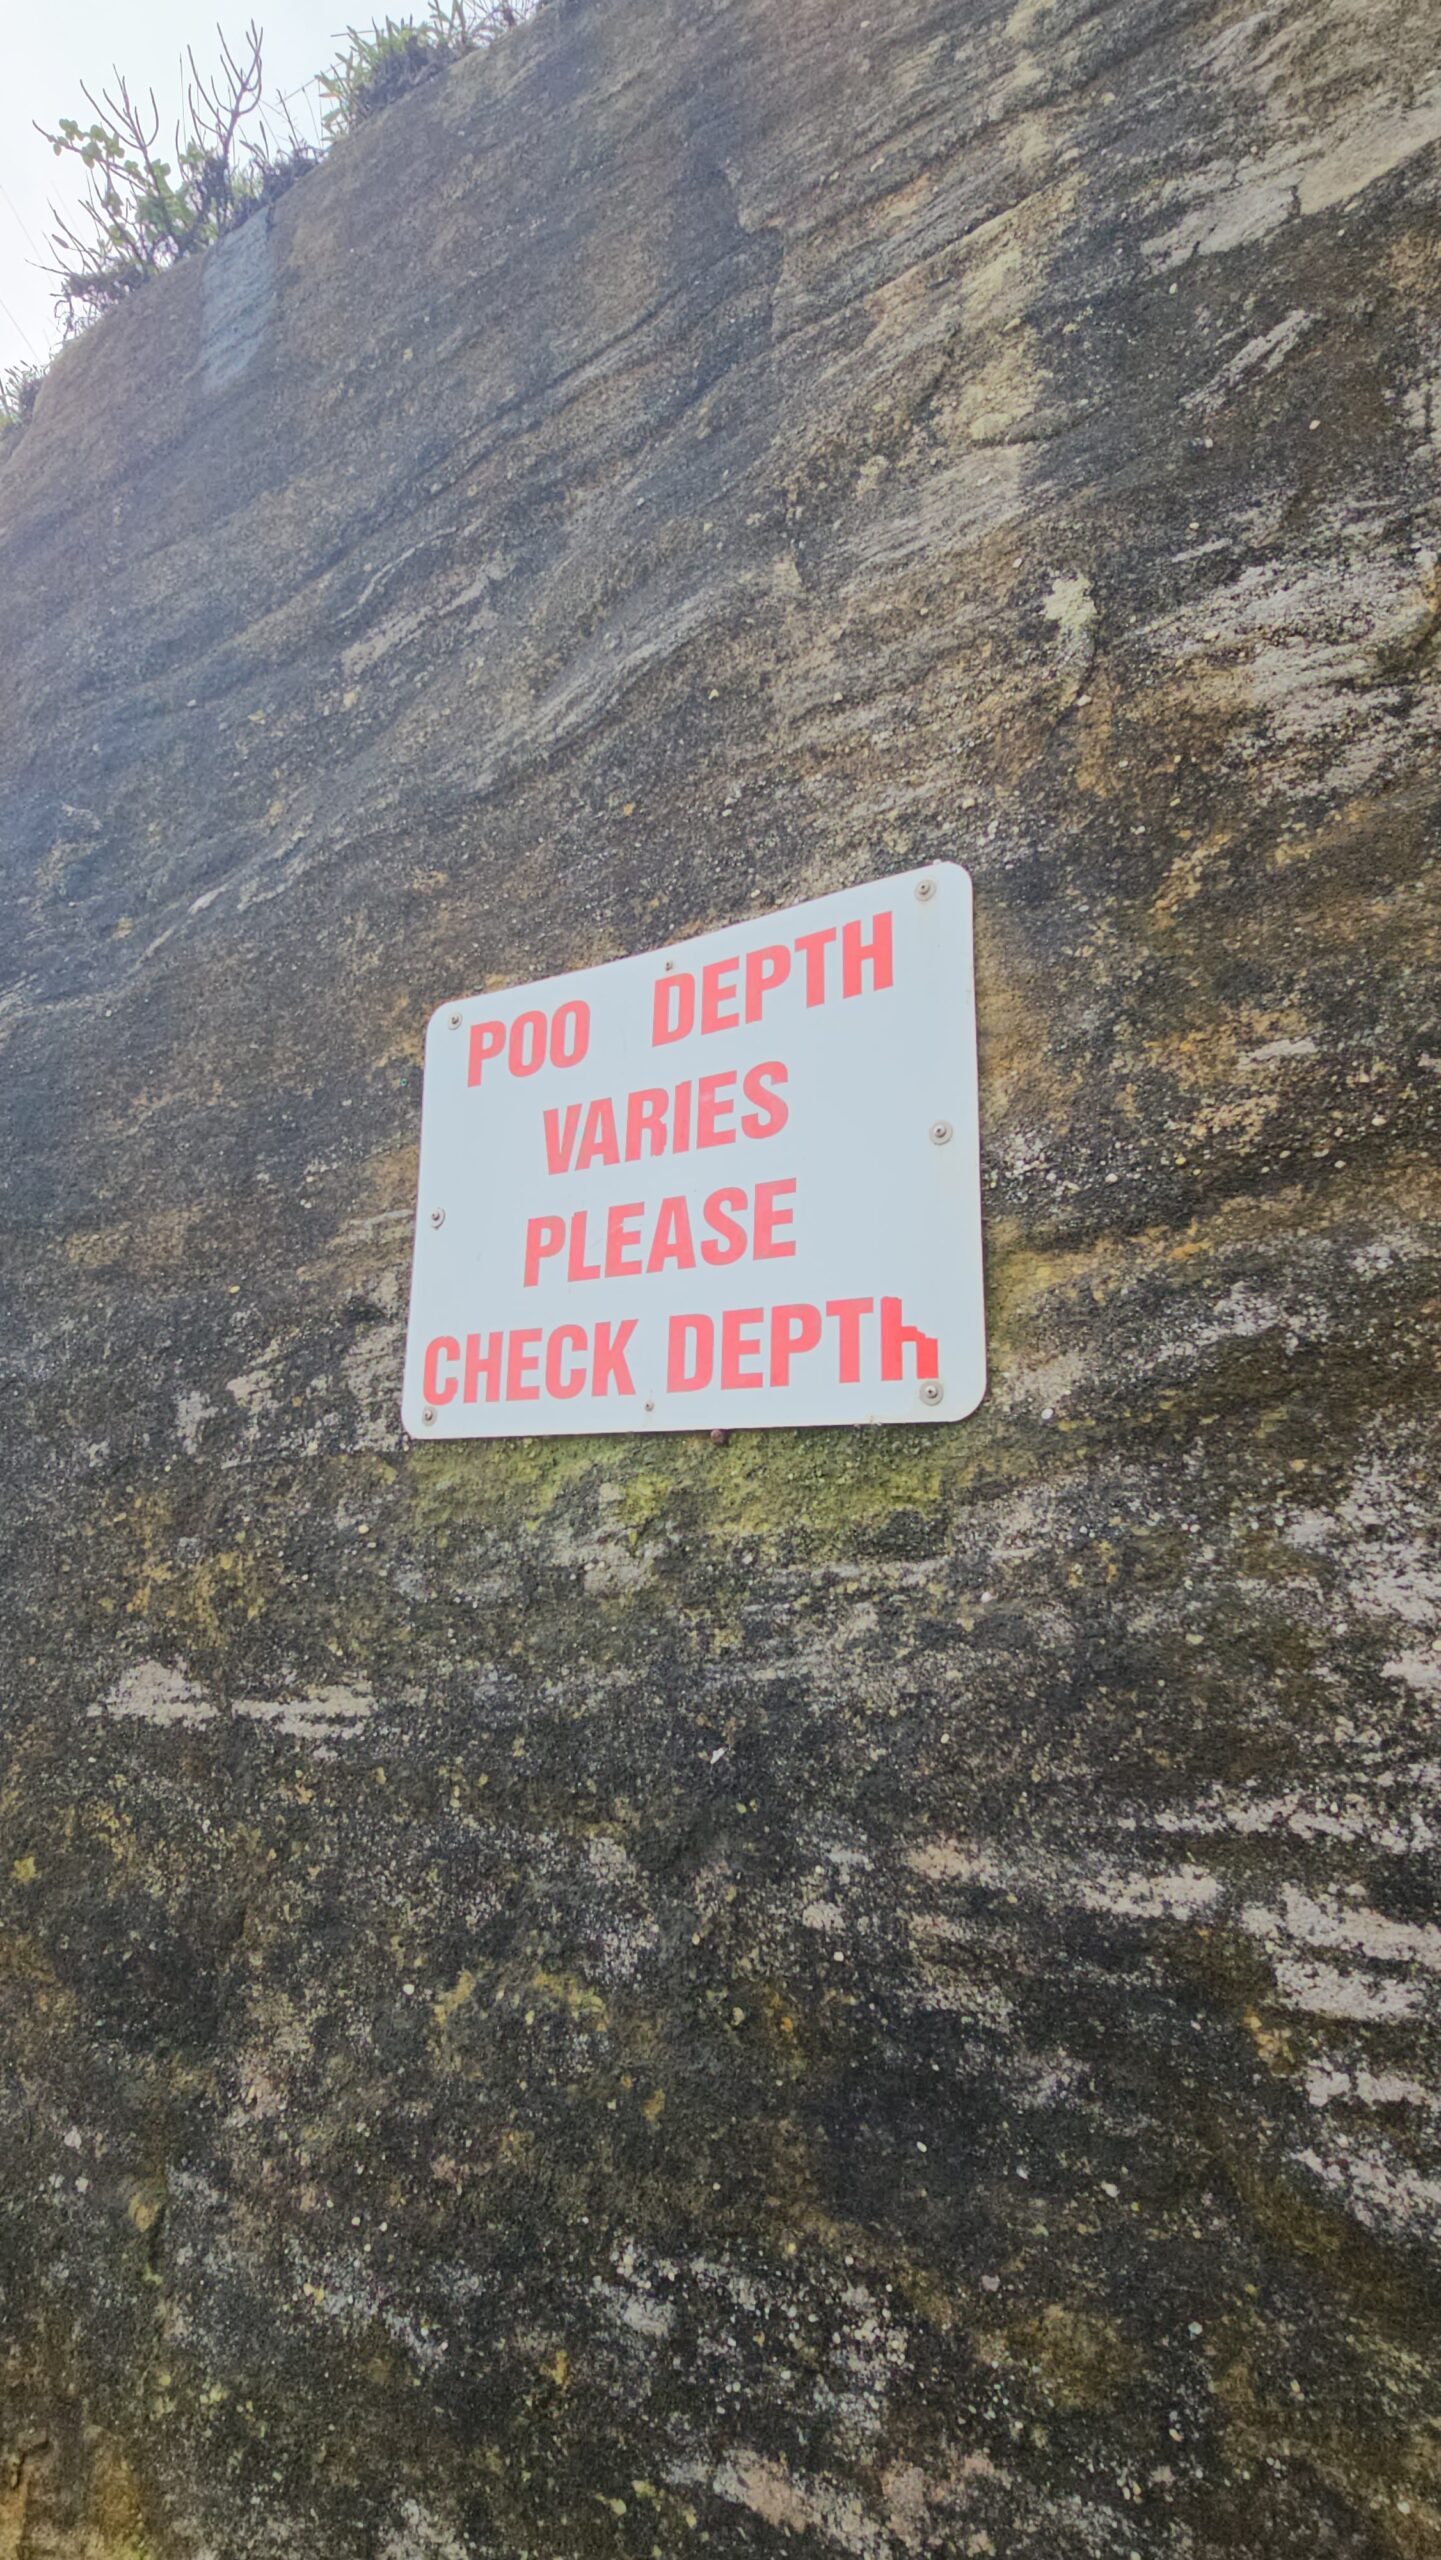 POO DEPTH
VARIES
PLEASE
CHECK DEPTH